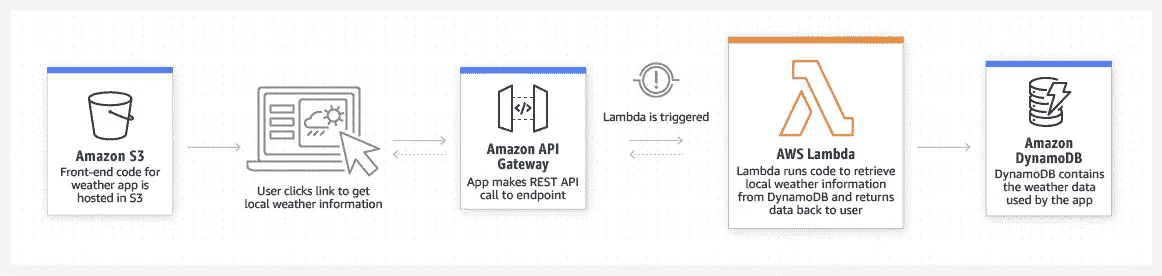 Amazon S3
Front-end code for
weather app is
hosted in S3
User clicks link to get
local weather information
</>
Amazon API
Gateway
App makes REST API
call to endpoint
Lambda is triggered
AWS Lambda
Lambda runs code to retrieve
local weather information
from DynamoDB and returns
data back to user
Amazon
DynamoDB
DynamoDB contains
the weather data
used by the app